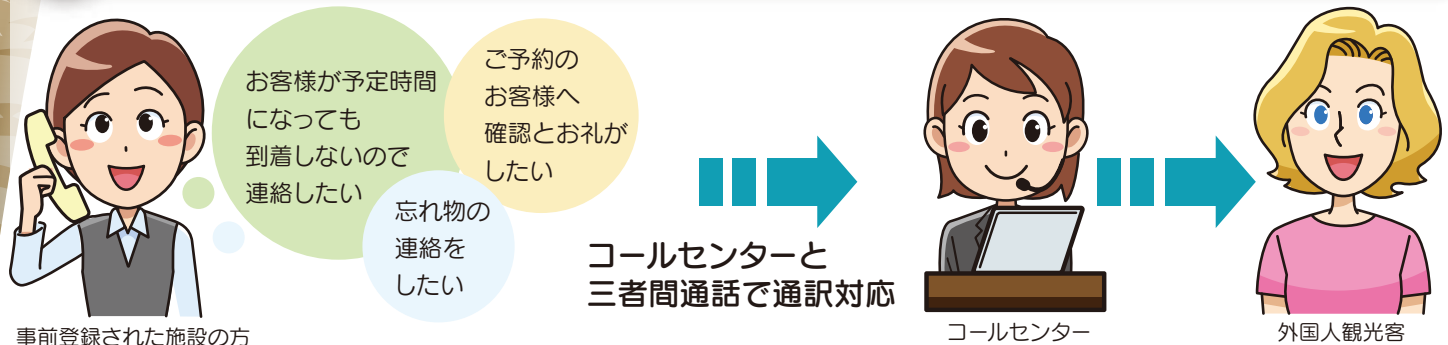 お客様が予定時間
になっても
到着しないので
連絡したい
ご予約の
お客様へ
確認とお礼が
したい
忘れ物の
連絡を
したい
コールセンターと
三者間通話で通訳対応
事前登録された施設の方
コールセンター
外国人観光客